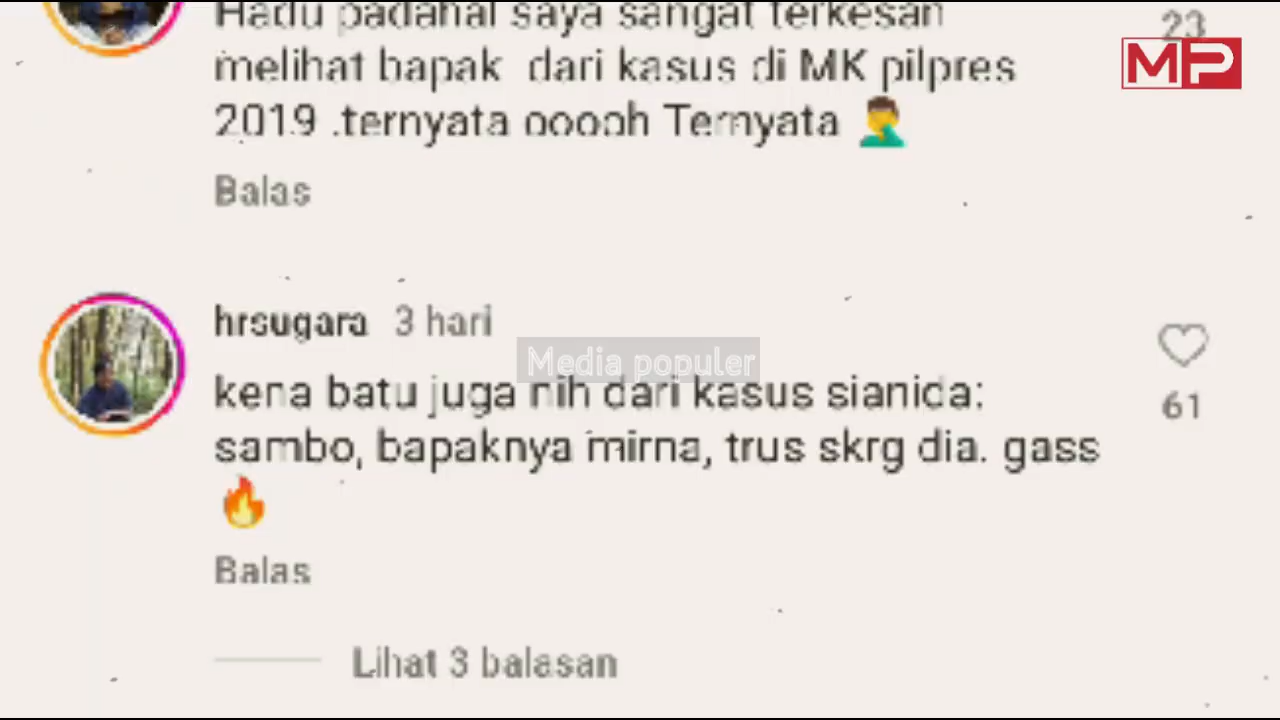 Hadu padahal saya sangat terkesan
23
melihat bapak dari kasus di MK pilpres
MP
2019 .ternyata ooooh Ternyata 🤦‍♂️
Balas
hrsugara 3 hari
Media populer
kena batu juga nih dari kasus sianida:
61
sambo, bapaknya mirna, trus skrg dia. gass
🔥
Balas
Lihat 3 balasan